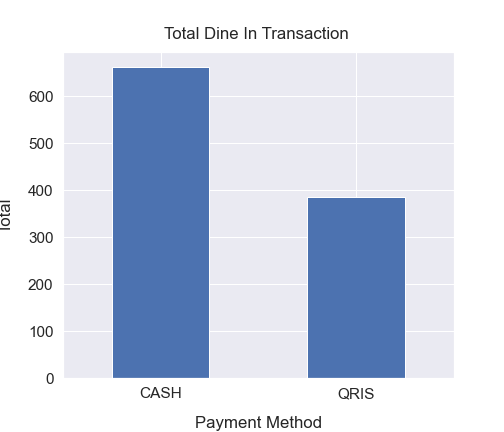 Total Dine In Transaction
Total
600
500
400
300
200
100
0
CASH
QRIS
Payment Method